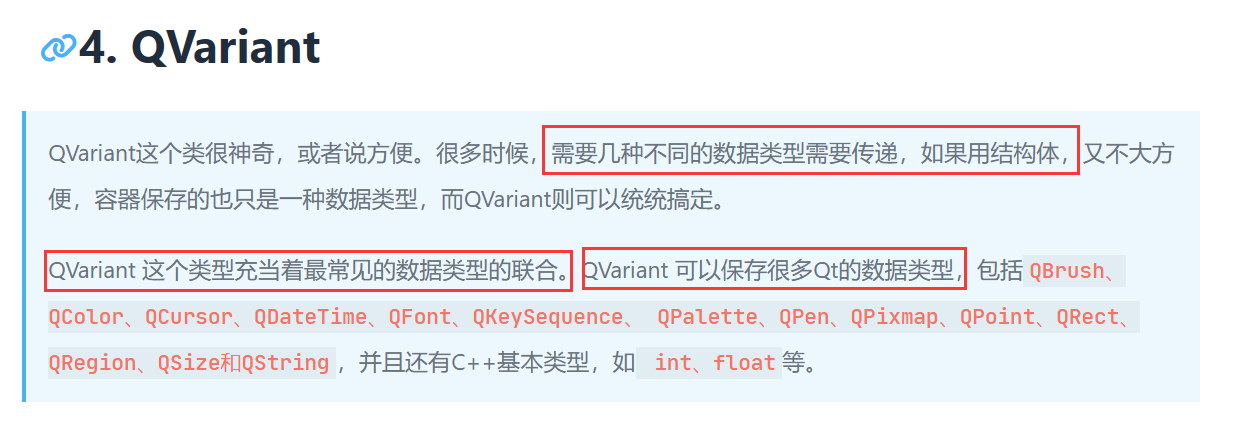 4. QVariant
QVariant这个类很神奇，或者说方便。很多时候，需要几种不同的数据类型需要传递，如果用结构体，又不大方
便，容器保存的也只是一种数据类型，而QVariant则可以统统搞定。
QVariant 这个类型充当着最常见的数据类型的联合。QVariant 可以保存很多Qt的数据类型，包括QBrush、
QColor、QCursor、QDateTime、QFont、QKeySequence、 QPalette、QPen、QPixmap、QPoint、QRect、
QRegion、QSize和QString，并且还有C++基本类型，如 int、float等。